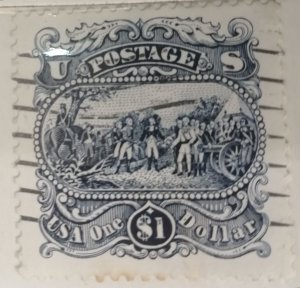 U POSTAGE S
USA One $1 Dollar